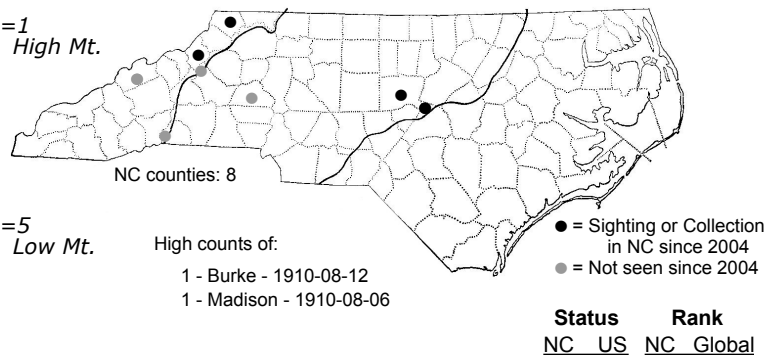 =1
High Mt.
NC counties: 8
=5
Low Mt.
High counts of:
1 - Burke - 1910-08-12
1 - Madison - 1910-08-06
= Sighting or Collection
in NC since 2004
= Not seen since 2004
Status Rank
NC US NC Global